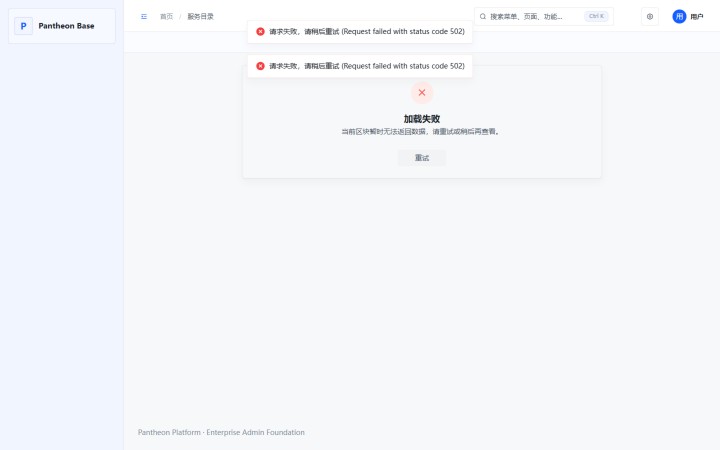 P Pantheon Base
首页 / 服务目录
搜索菜单、页面、功能... Ctrl K
用 用户
请求失败，请稍后重试 (Request failed with status code 502)
请求失败，请稍后重试 (Request failed with status code 502)
加载失败
当前区块暂时无法返回数据，请重试或稍后再查看。
重试
Pantheon Platform · Enterprise Admin Foundation